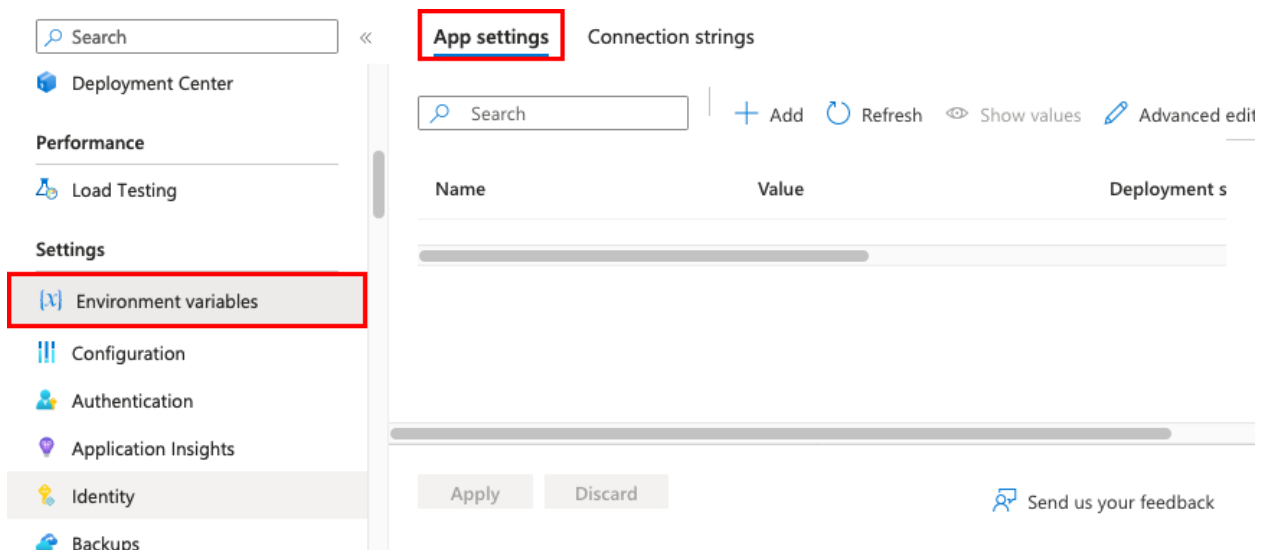 Search
Deployment Center
Performance
Load Testing
Settings
{x} Environment variables
Configuration
Authentication
Application Insights
Identity
Backups
App settings
Connection strings
Search
Add
Refresh
Show values
Advanced edit
Name
Value
Deployment s
Apply
Discard
Send us your feedback